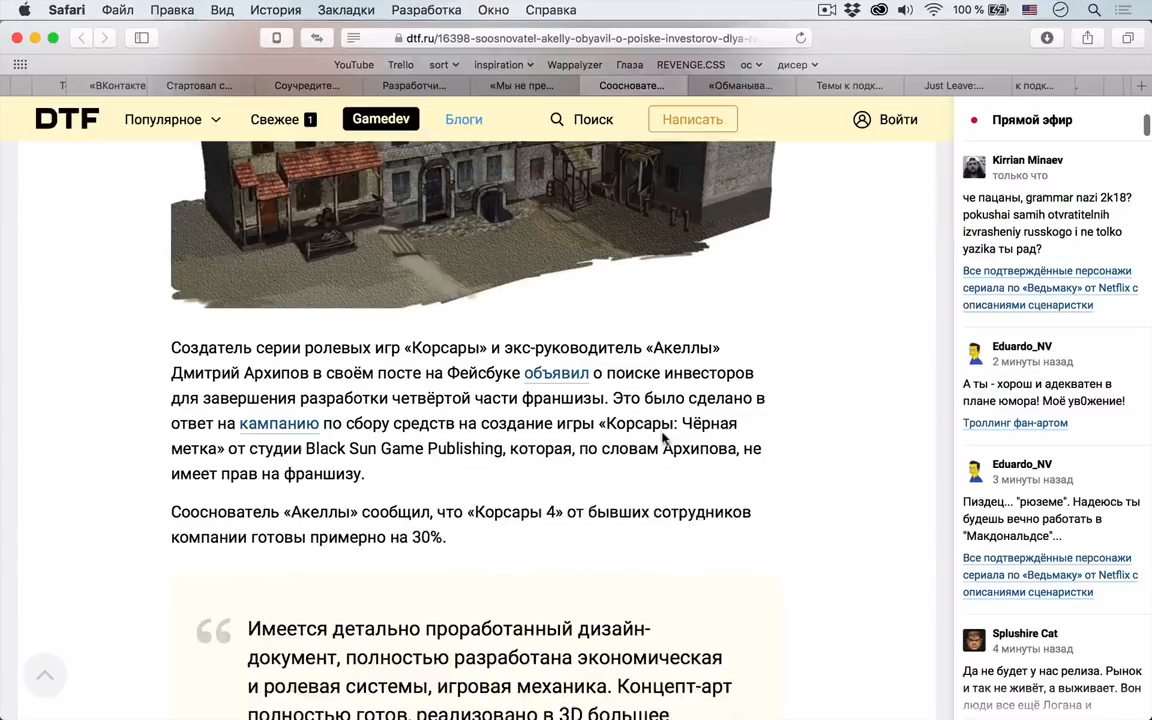 Safari Файл Правка Вид История Закладки Разработка Окно Справка 100 %
dtf.ru/16398-soosnovatel-akelly-obyavil-o-poiske-investorov-dlya-
YouTube Trello sort inspiration Wappalyzer Глаза REVENGE.CSS ос дисер
«ВКонтакте Стартовал с... Соучредите... Разработчи... «Мы не пре... Сооснoвате... «Обманыва... Темы к подк... Just Leave:... к подк...
DTF Популярное Свежее 1 Gamedev Блоги Поиск Написать Войти
Создатель серии ролевых игр «Корсары» и экс-руководитель «Акеллы»
Дмитрий Архипов в своём посте на Фейсбуке объявил о поиске инвесторов
для завершения разработки четвёртой части франшизы. Это было сделано в
ответ на кампанию по сбору средств на создание игры «Корсары: Чёрная
метка» от студии Black Sun Game Publishing, которая, по словам Архипова, не
имеет прав на франшизу.
Сооснователь «Акеллы» сообщил, что «Корсары 4» от бывших сотрудников
компании готовы примерно на 30%.
Имеется детально проработанный дизайн-
документ, полностью разработана экономическая
и ролевая системы, игровая механика. Концепт-арт
полностью готов, реализовано в 3D большее
Прямой эфир
Kirrian Minaev
только что
че пацаны, grammar nazi 2k18?
pokushai samih otvratitelnih
izvrasheniy russkogo i ne tolko
yazika ты рад?
Все подтверждённые персонажи
сериала по «Ведьмаку» от Netflix с
описаниями сценаристки
Eduardo_NV
2 минуты назад
А ты - хорош и адекватен в
плане юмора! Моё ув0жение!
Троллинг фан-артом
Eduardo_NV
3 минуты назад
Пиздец... "рюземе". Надеюсь ты
будешь вечно работать в
"Макдональдсе"...
Все подтверждённые персонажи
сериала по «Ведьмаку» от Netflix с
описаниями сценаристки
Splushire Cat
4 минуты назад
Да не будет у нас релиза. Рынок
и так не живёт, а выживает. Вон
люди все ещё Логана и